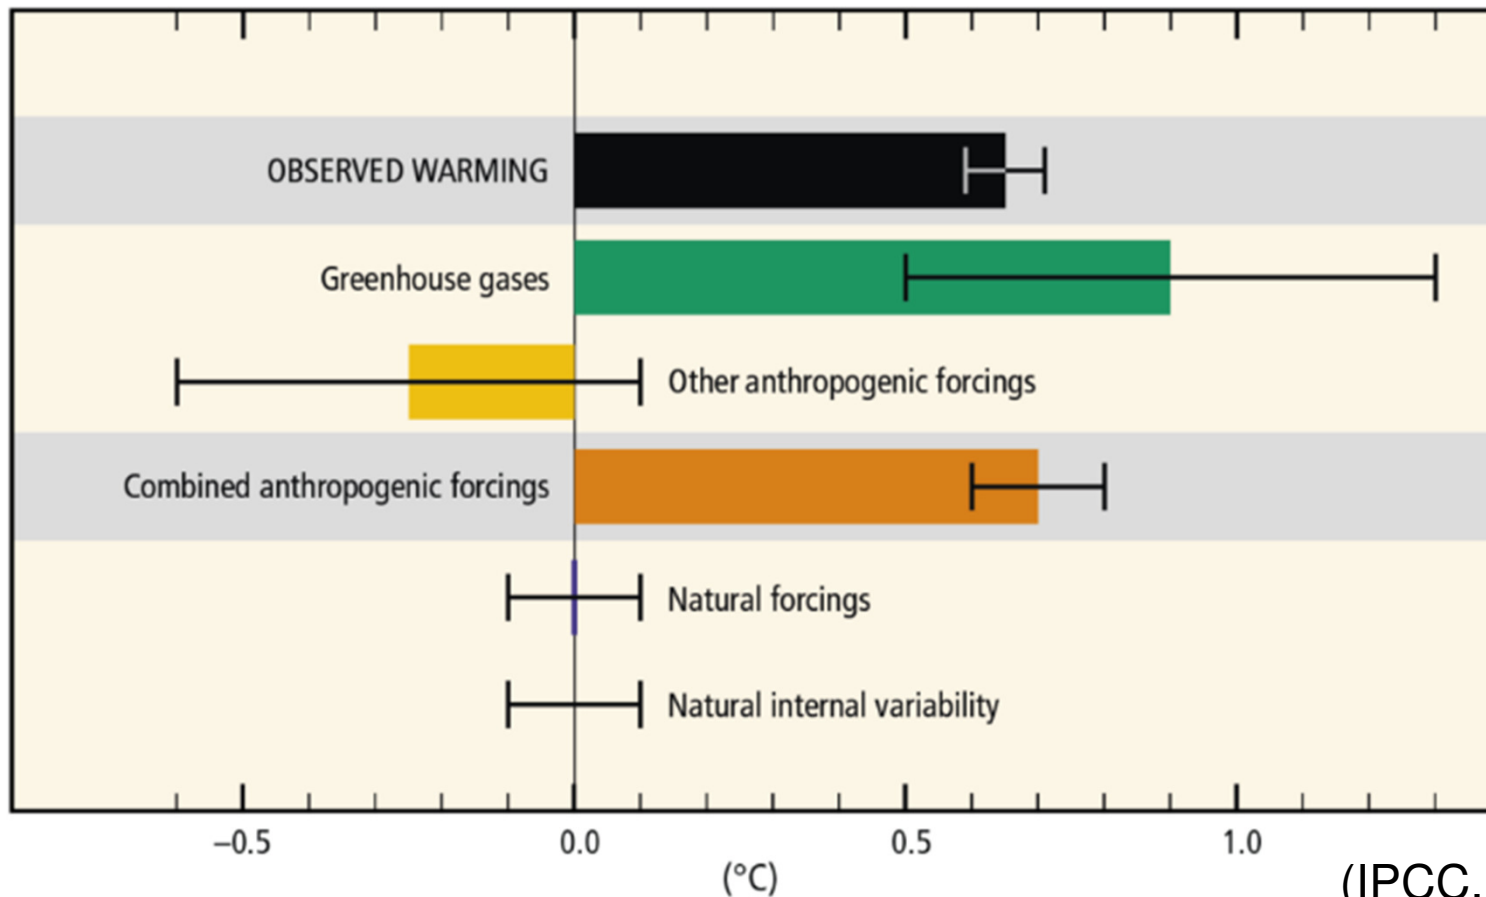 OBSERVED WARMING
Greenhouse gases
Other anthropogenic forcings
Combined anthropogenic forcings
Natural forcings
Natural internal variability
–0.5 0.0 0.5 1.0
(°C)
(IPCC,